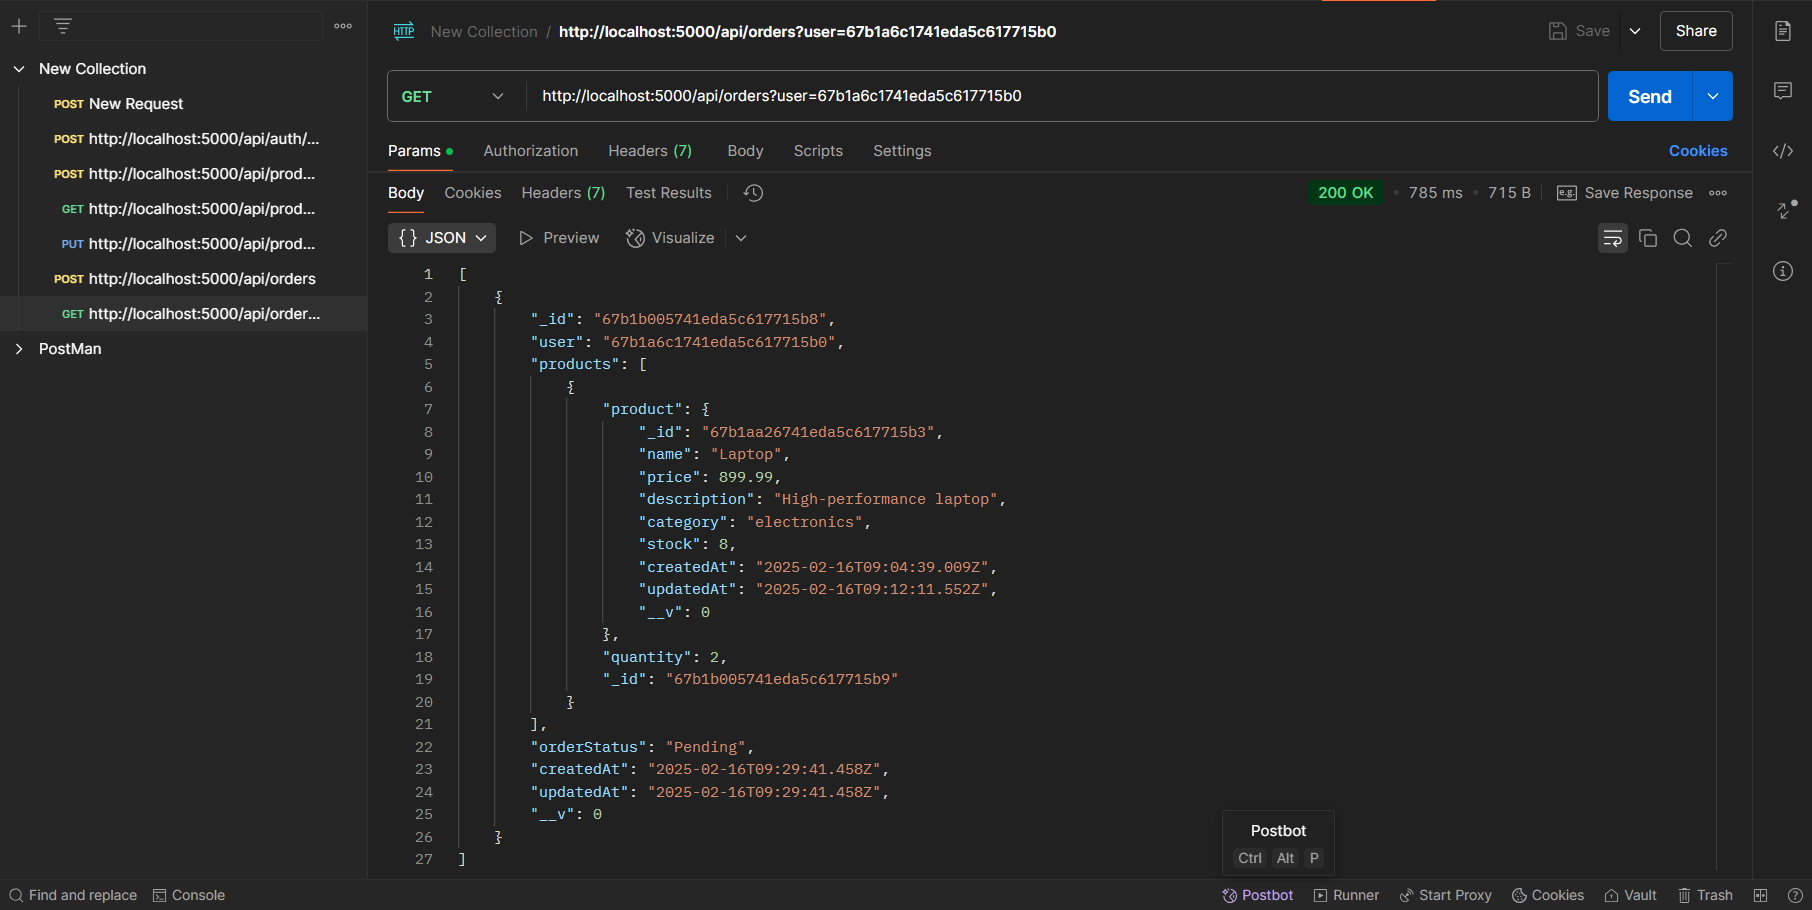 New Collection / http://localhost:5000/api/orders?user=67b1a6c1741eda5c617715b0
Save
Share
New Collection
POST New Request
POST http://localhost:5000/api/auth/...
POST http://localhost:5000/api/prod...
GET http://localhost:5000/api/prod...
PUT http://localhost:5000/api/prod...
POST http://localhost:5000/api/orders
GET http://localhost:5000/api/order...
PostMan
GET http://localhost:5000/api/orders?user=67b1a6c1741eda5c617715b0
Send
Params Authorization Headers (7) Body Scripts Settings Cookies
Body Cookies Headers (7) Test Results 200 OK 785 ms 715 B e.g. Save Response
{} JSON Preview Visualize
1 [
2 {
3 "_id": "67b1b005741eda5c617715b8",
4 "user": "67b1a6c1741eda5c617715b0",
5 "products": [
6 {
7 "product": {
8 "_id": "67b1aa26741eda5c617715b3",
9 "name": "Laptop",
10 "price": 899.99,
11 "description": "High-performance laptop",
12 "category": "electronics",
13 "stock": 8,
14 "createdAt": "2025-02-16T09:04:39.009Z",
15 "updatedAt": "2025-02-16T09:12:11.552Z",
16 "__v": 0
17 },
18 "quantity": 2,
19 "_id": "67b1b005741eda5c617715b9"
20 }
21 ],
22 "orderStatus": "Pending",
23 "createdAt": "2025-02-16T09:29:41.458Z",
24 "updatedAt": "2025-02-16T09:29:41.458Z",
25 "__v": 0
26 }
27 ]
Postbot
Ctrl Alt P
Find and replace Console Postbot Runner Start Proxy Cookies Vault Trash
HTTP